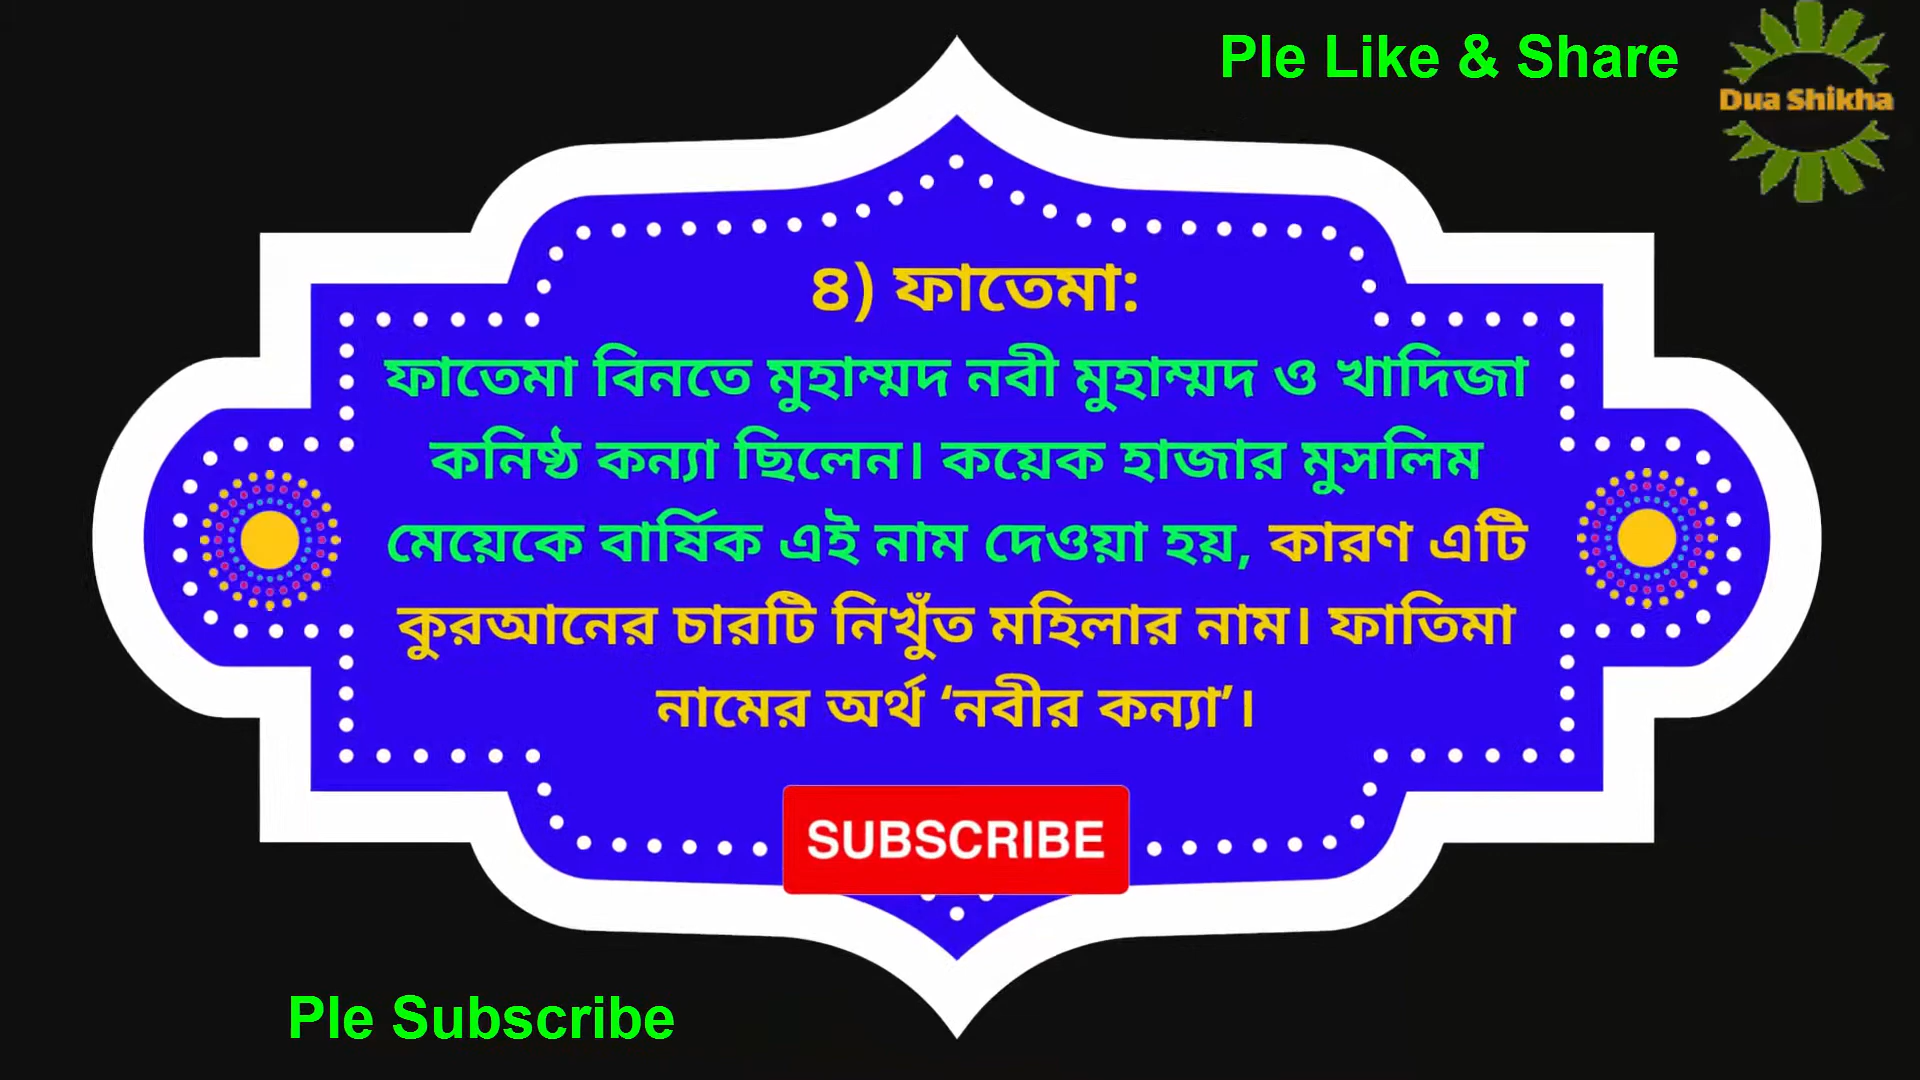 Ple Like & Share
Dua Shikha
৪) ফাতেমা:
ফাতেমা বিনতে মুহাম্মদ নবী মুহাম্মদ ও খাদিজা
কনিষ্ঠ কন্যা ছিলেন। কয়েক হাজার মুসলিম
মেয়েকে বার্ষিক এই নাম দেওয়া হয়, কারণ এটি
কুরআনের চারটি নিখুঁত মহিলার নাম। ফাতিমা
নামের অর্থ ‘নবীর কন্যা’।
SUBSCRIBE
Ple Subscribe